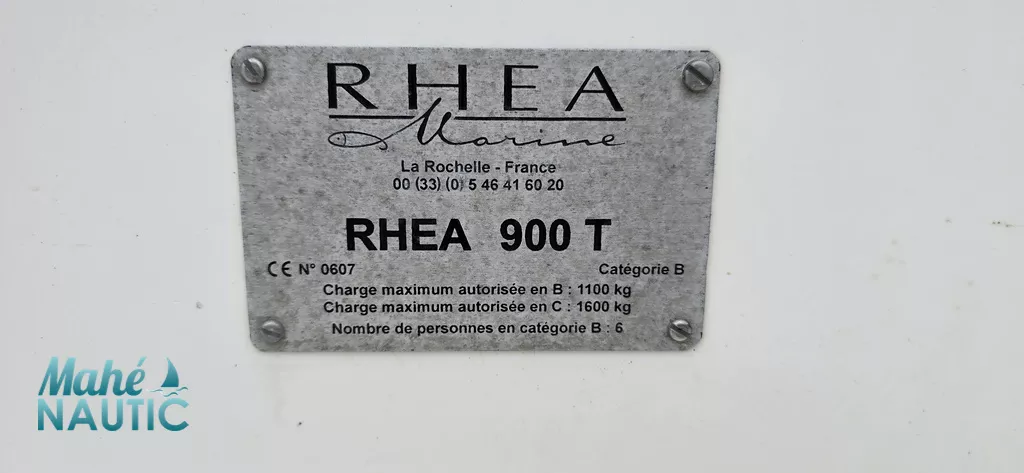 RHEA
Marine
La Rochelle - France
00 (33) (0) 5 46 41 60 20
RHEA 900 T
CE N° 0607 Catégorie B
Charge maximum autorisée en B : 1100 kg
Charge maximum autorisée en C : 1600 kg
Nombre de personnes en catégorie B : 6
Mahé
NAUTIC